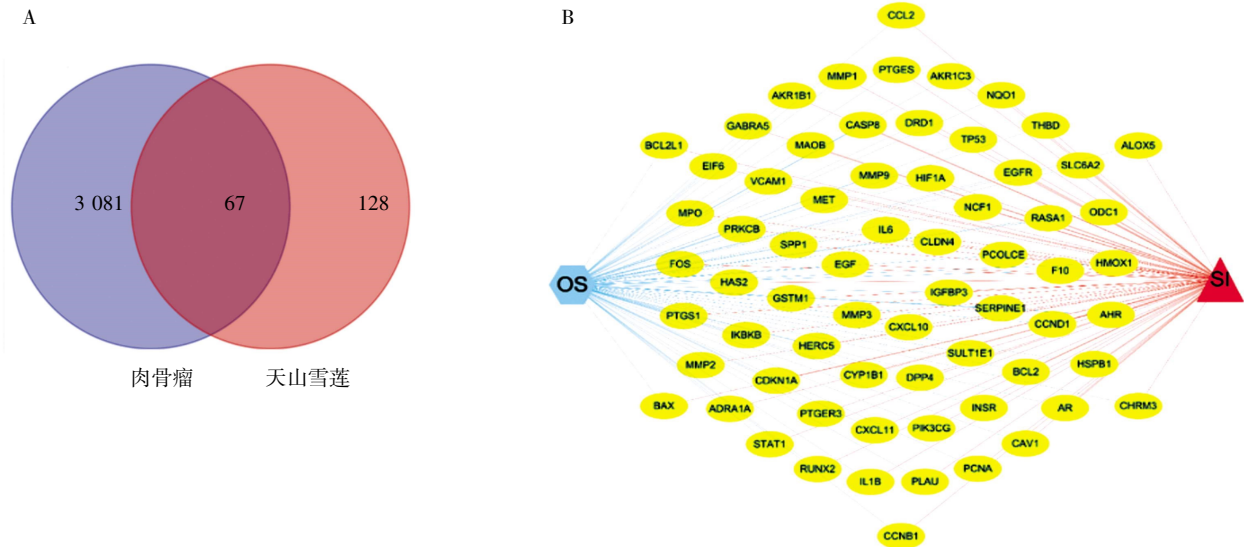 A
3 081
67
128
肉骨瘤
天山雪莲
B
CCL2
MMP1
PTGES
AKR1C3
AKR1B1
NQO1
GABRA5
CASP8
DRD1
THBD
BCL2L1
MAOB
TP53
ALOX5
EIF6
VCAM1
MMP9
HIF1A
EGFR
SLC6A2
MPO
MET
NCF1
RASA1
ODC1
PRKCB
SPP1
IL6
CLDN4
PCOLCE
FOS
HAS2
EGF
F10
HMOX1
OS
SI
GSTM1
IGFBP3
SERPINE1
PTGS1
IKBKB
MMP3
CXCL10
CCND1
AHR
HERC5
SULT1E1
MMP2
CDKN1A
CYP1B1
DPP4
BCL2
HSPB1
BAX
ADRA1A
PTGER3
INSR
AR
CHRM3
STAT1
CXCL11
PIK3CG
CAV1
RUNX2
IL1B
PLAU
PCNA
CCNB1